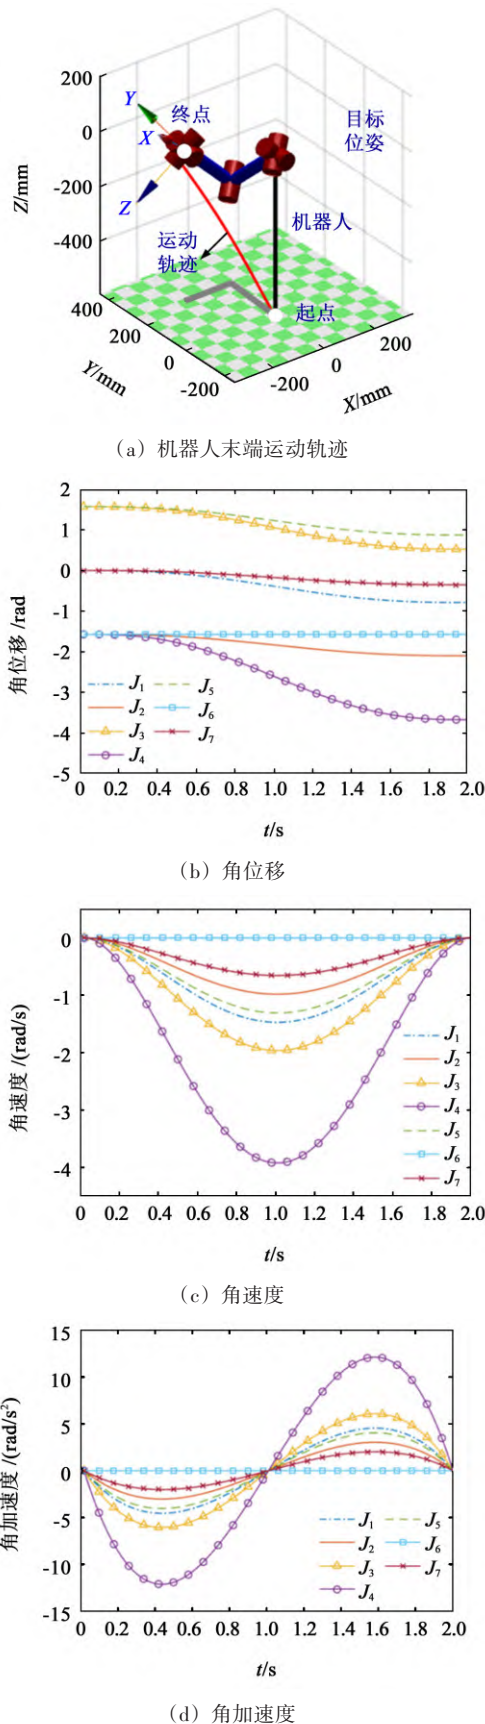 200
0
-200
-400
Z/mm
Y
X
Z
终点
目标
位姿
机器人
运动
轨迹
起点
400
200
0
-200
Y/mm
-200
0
200
X/mm
（a）机器人末端运动轨迹
2
1
0
-1
-2
-3
-4
-5
角位移/rad
J1 J5
J2 J6
J3 J7
J4
0 0.2 0.4 0.6 0.8 1.0 1.2 1.4 1.6 1.8 2.0
t/s
（b）角位移
0
-1
-2
-3
-4
角速度/(rad/s)
J1
J2
J3
J4
J5
J6
J7
0 0.2 0.4 0.6 0.8 1.0 1.2 1.4 1.6 1.8 2.0
t/s
（c）角速度
15
10
5
0
-5
-10
-15
角加速度/(rad/s²)
J1 J5
J2 J6
J3 J7
J4
0 0.2 0.4 0.6 0.8 1.0 1.2 1.4 1.6 1.8 2.0
t/s
（d）角加速度